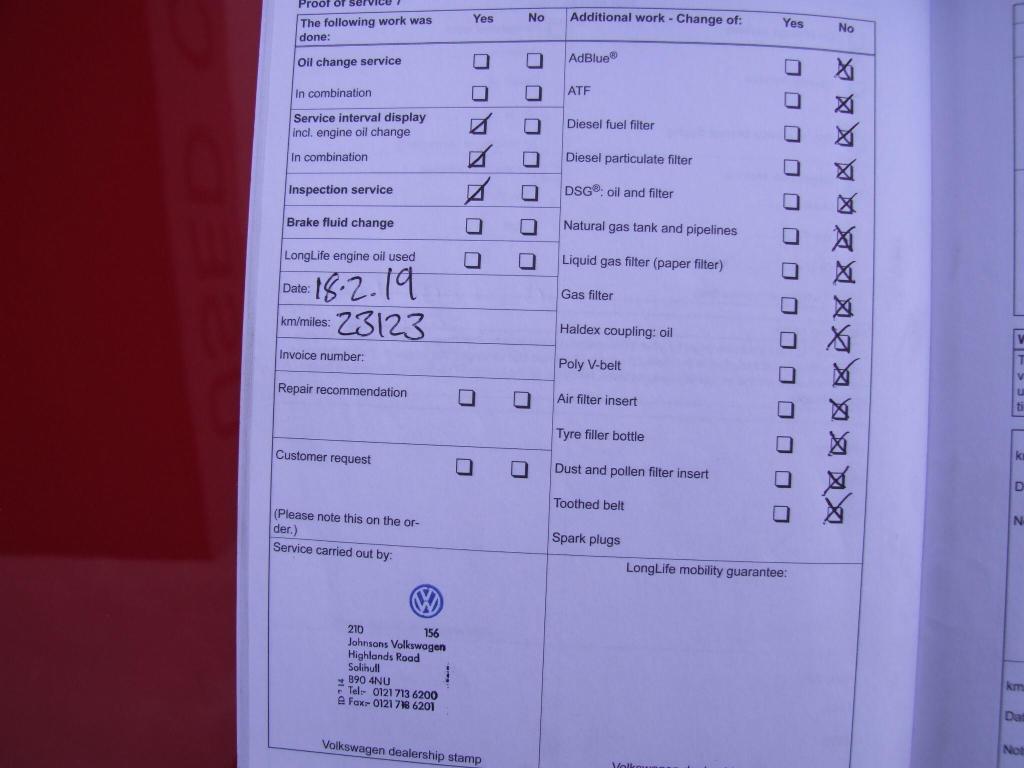 Proof of service /
The following work was done: Yes No
Oil change service
In combination
Service interval display
incl. engine oil change
In combination
Inspection service
Brake fluid change
LongLife engine oil used
Date: 18.2.19
km/miles: 23123
Invoice number:
Repair recommendation
Customer request
(Please note this on the or-
der.)
Service carried out by:
210 156
Johnsons Volkswagen
Highlands Road
Solihull
B90 4NU
Tel:- 0121 713 6200
Fax:- 0121 718 6201
Volkswagen dealership stamp
Additional work - Change of: Yes No
AdBlue®
ATF
Diesel fuel filter
Diesel particulate filter
DSG®: oil and filter
Natural gas tank and pipelines
Liquid gas filter (paper filter)
Gas filter
Haldex coupling: oil
Poly V-belt
Air filter insert
Tyre filler bottle
Dust and pollen filter insert
Toothed belt
Spark plugs
LongLife mobility guarantee: